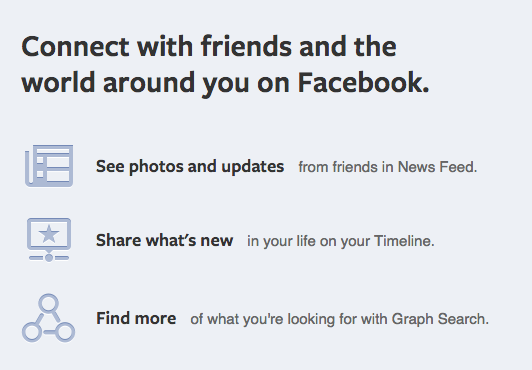 Connect with friends and the
world around you on Facebook.
See photos and updates from friends in News Feed.
Share what's new in your life on your Timeline.
Find more of what you're looking for with Graph Search.